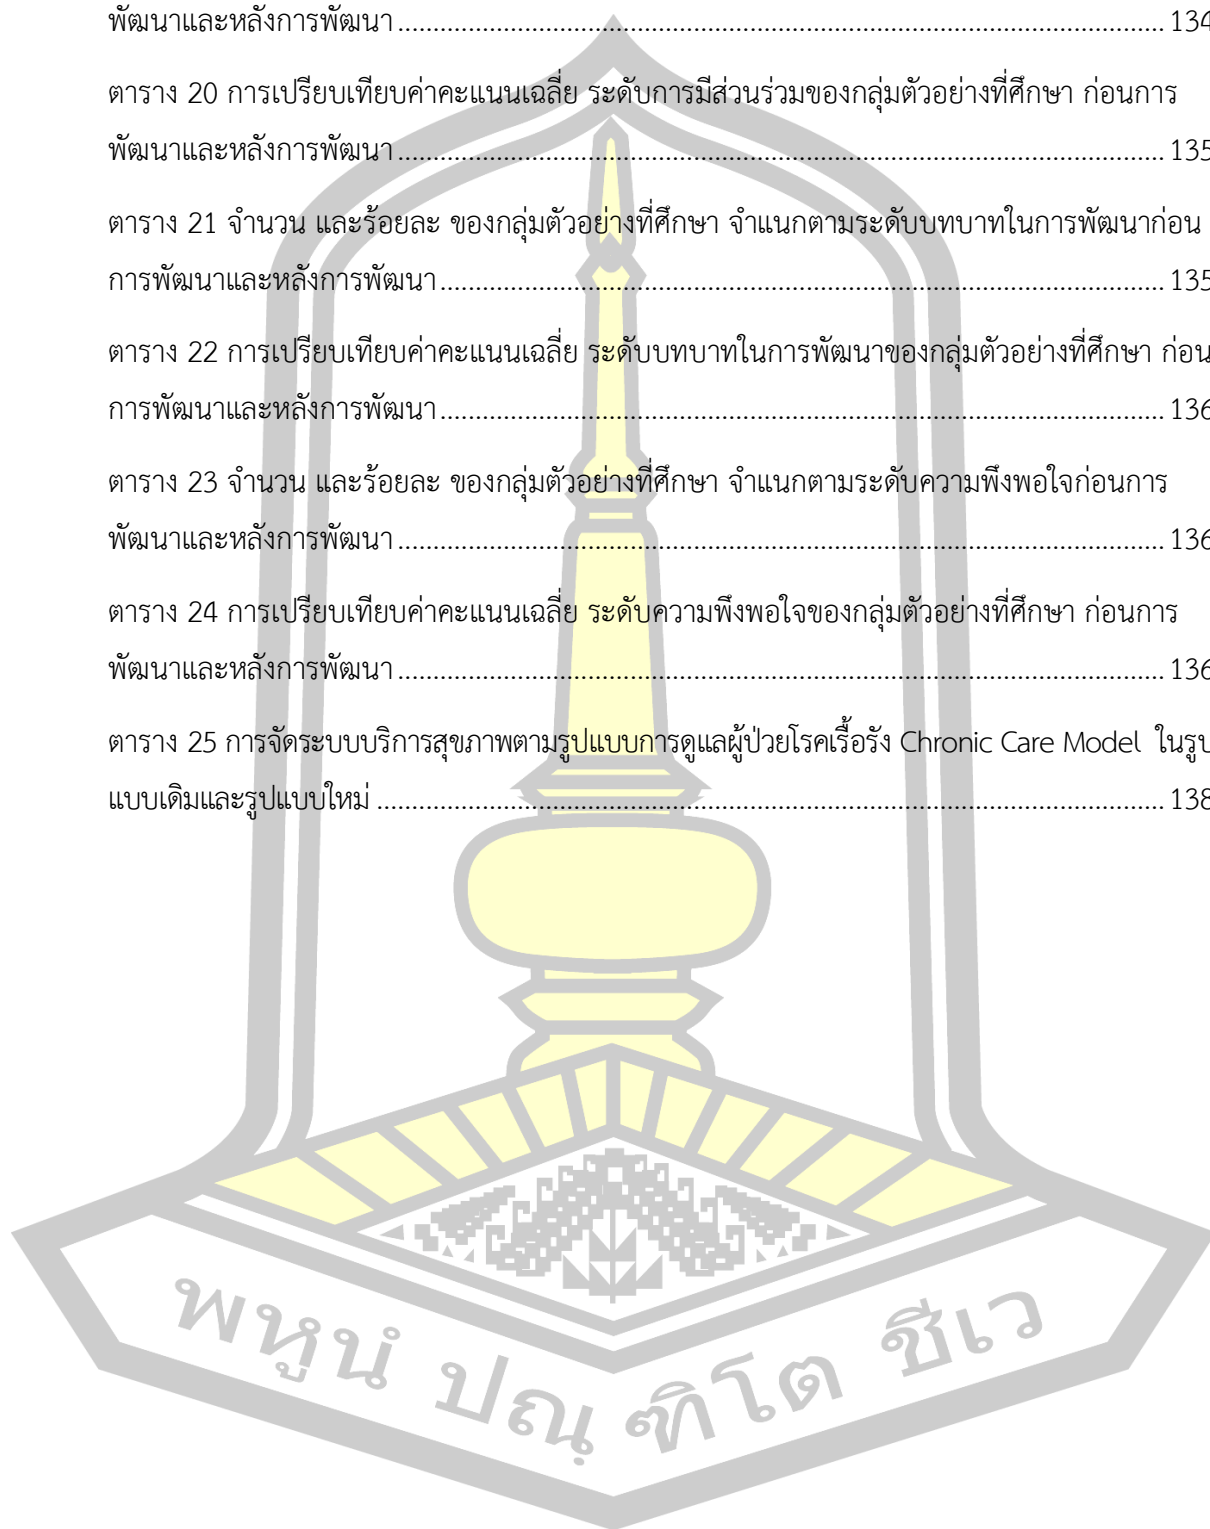 พัฒนาและหลังการพัฒนา ........................................................................................................ 134
ตาราง 20 การเปรียบเทียบค่าคะแนนเฉลี่ย ระดับการมีส่วนร่วมของกลุ่มตัวอย่างที่ศึกษา ก่อนการ
พัฒนาและหลังการพัฒนา ........................................................................................................ 135
ตาราง 21 จำนวน และร้อยละ ของกลุ่มตัวอย่างที่ศึกษา จำแนกตามระดับบทบาทในการพัฒนาก่อน
การพัฒนาและหลังการพัฒนา .................................................................................................. 135
ตาราง 22 การเปรียบเทียบค่าคะแนนเฉลี่ย ระดับบทบาทในการพัฒนาของกลุ่มตัวอย่างที่ศึกษา ก่อน
การพัฒนาและหลังการพัฒนา .................................................................................................. 136
ตาราง 23 จำนวน และร้อยละ ของกลุ่มตัวอย่างที่ศึกษา จำแนกตามระดับความพึงพอใจก่อนการ
พัฒนาและหลังการพัฒนา ........................................................................................................ 136
ตาราง 24 การเปรียบเทียบค่าคะแนนเฉลี่ย ระดับความพึงพอใจของกลุ่มตัวอย่างที่ศึกษา ก่อนการ
พัฒนาและหลังการพัฒนา ........................................................................................................ 136
ตาราง 25 การจัดระบบบริการสุขภาพตามรูปแบบการดูแลผู้ป่วยโรคเรื้อรัง Chronic Care Model ในรูป
แบบเดิมและรูปแบบใหม่ .......................................................................................................... 138
พหูนํ ปณฺฑิโต ชีเว